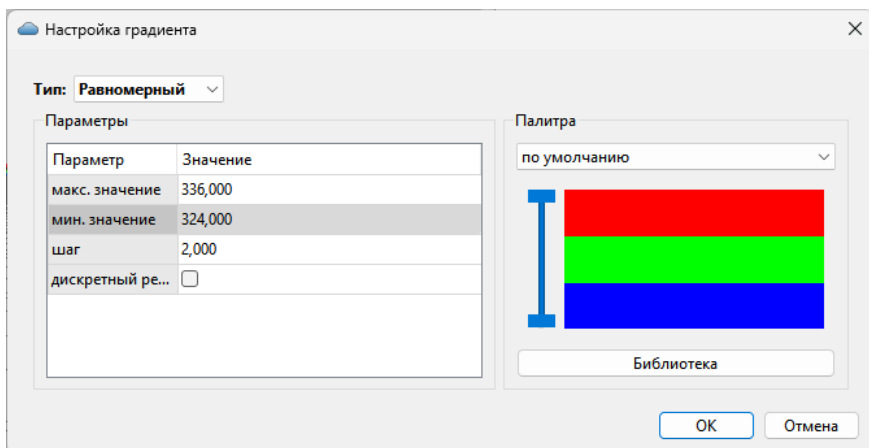 Настройка градиента
Тип: Равномерный
Параметры
Параметр Значение
макс. значение 336,000
мин. значение 324,000
шаг 2,000
дискретный ре...
Палитра
по умолчанию
Библиотека
ОК Отмена